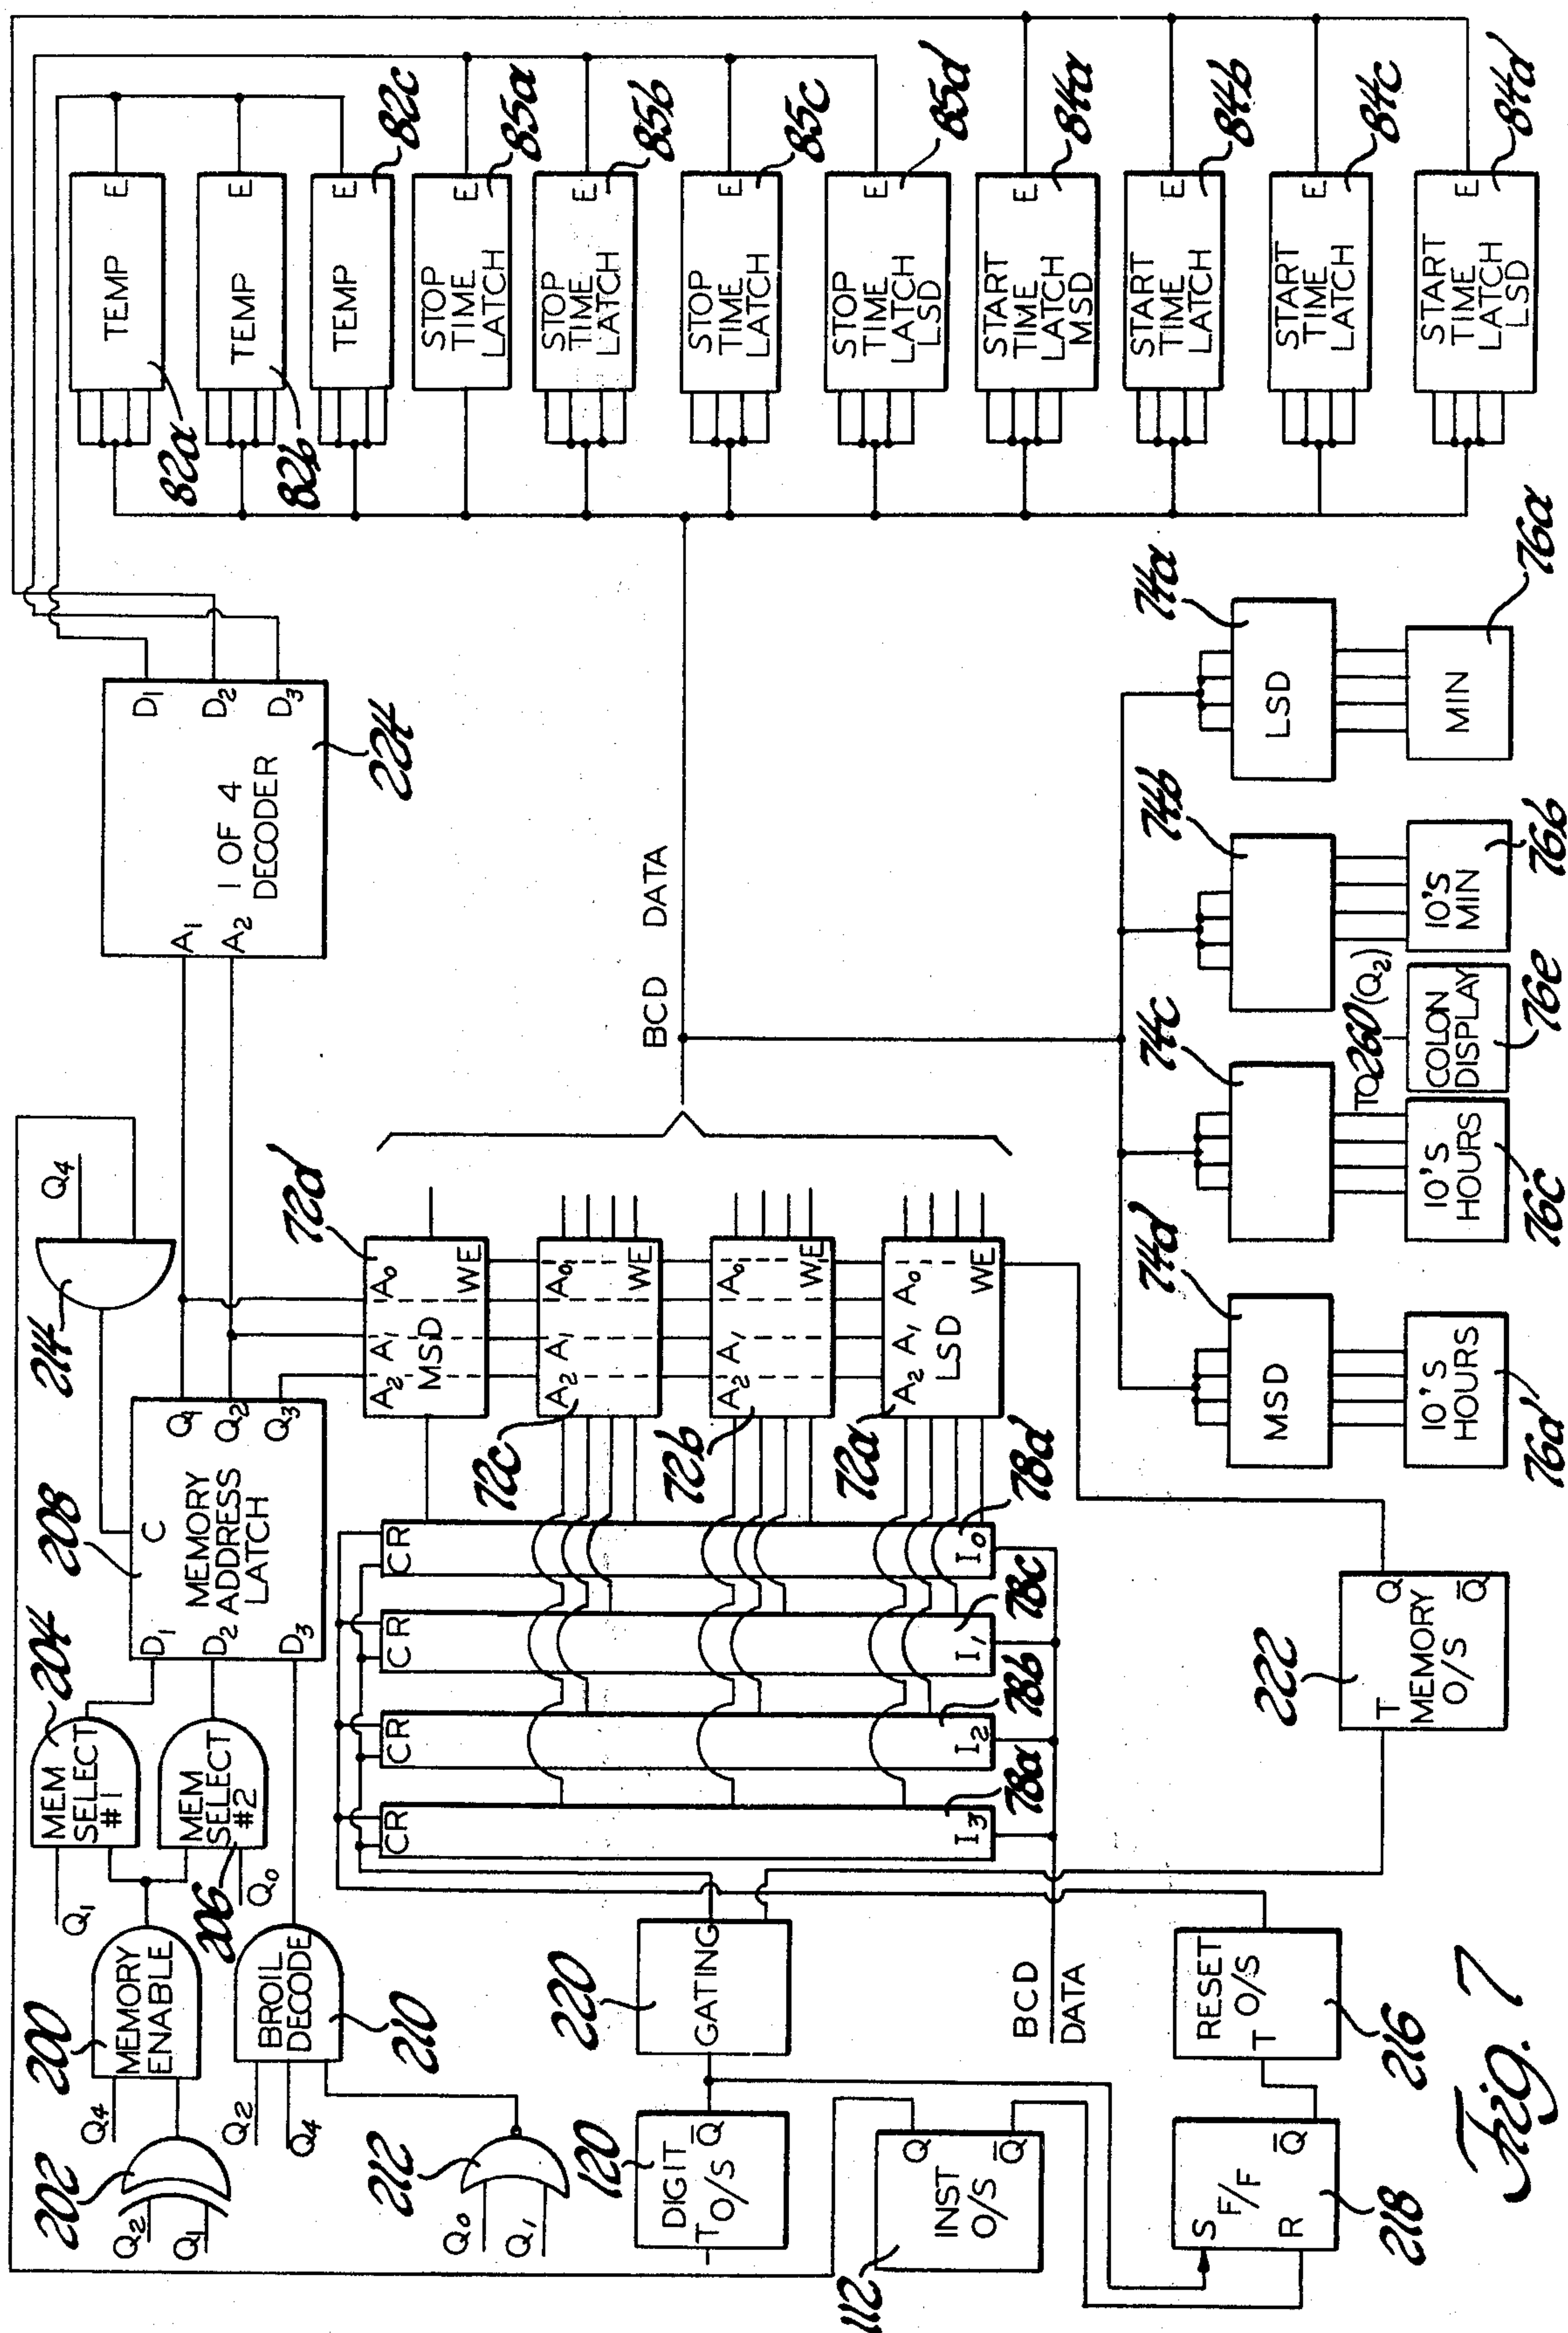 202
Q₂
Q₁
200
Q₄
MEMORY
ENABLE
Q₁
204
MEM
SELECT
#1
MEM
SELECT
#2
206
Q₀
Q₂
Q₄
BROIL
DECODE
210
212
Q₀
Q₁
208
C
D₁
D₂
D₃
MEMORY
ADDRESS
LATCH
Q₁
Q₂
Q₃
214
Q₄
A₁
A₂
1 OF 4
DECODER
D₁
D₂
D₃
224
TEMP
E
82a
TEMP
E
82b
TEMP
E
82c
STOP
TIME
LATCH
E
85a
STOP
TIME
LATCH
E
85b
STOP
TIME
LATCH
E
85c
STOP
TIME
LATCH
LSD
E
85d
START
TIME
LATCH
MSD
E
84a
START
TIME
LATCH
E
84b
START
TIME
LATCH
E
84c
START
TIME
LATCH
LSD
E
84d
CR
I₃
78a
CR
I₂
78b
CR
I₁
78c
CR
I₀
78d
72d
A₂ A₁ A₀
MSD
WE
72c
A₂ A₁ A₀
WE
72b
A₂ A₁ A₀
WE
72a
A₂ A₁ A₀
LSD
WE
BCD DATA
120
DIGIT
T O/S Q̅
220
GATING
BCD
DATA
112
INST
O/S
Q
Q̅
S
F/F
R
Q̅
218
RESET
O/S
T
216
222
T
MEMORY
O/S
Q
Q̅
74d
MSD
10'S
HOURS
76d
74c
10'S
HOURS
76c
TO 260 (Q₂)
COLON
DISPLAY
76e
74b
10'S
MIN
76b
74a
LSD
MIN
76a
Fig. 7